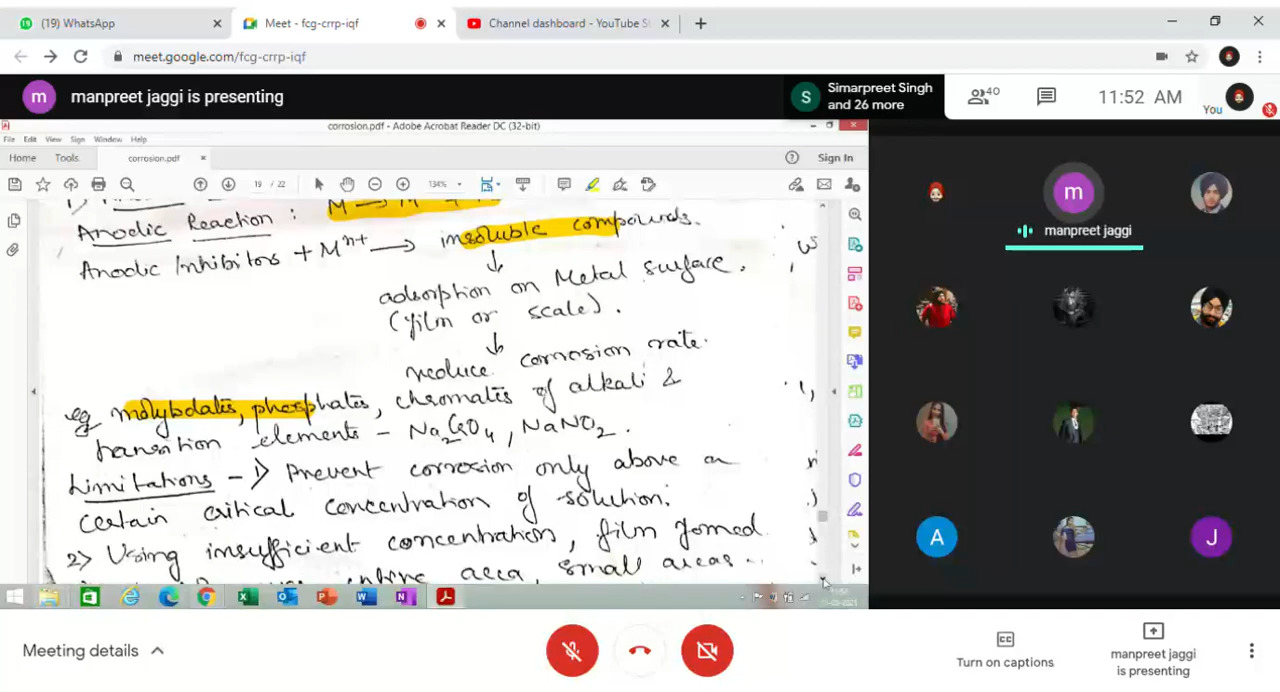 (19) WhatsApp
Meet - fcg-crrp-iqf
Channel dashboard - YouTube S
meet.google.com/fcg-crrp-iqf
m
manpreet jaggi is presenting
S
Simarpreet Singh
and 26 more
40
11:52 AM
You
corrosion.pdf - Adobe Acrobat Reader DC (32-bit)
File Edit View Sign Window Help
Home Tools corrosion.pdf Sign In
19 / 22
134%
Anodic Reaction :
Anodic Inhibitors + Mⁿ⁺ → insoluble compounds.
↓
adsorption on Metal surface.
(film or scale).
↓
reduce corrosion rate.
eg molybdates, phosphates, chromates of alkali &
transition elements - Na₂CrO₄, NaNO₂.
Limitations - 1) Prevent corrosion only above a
certain critical concentration of solution;
2) Using insufficient concentration, film formed
entire area, small areas
m
manpreet jaggi
A
J
Meeting details
Turn on captions
manpreet jaggi
is presenting